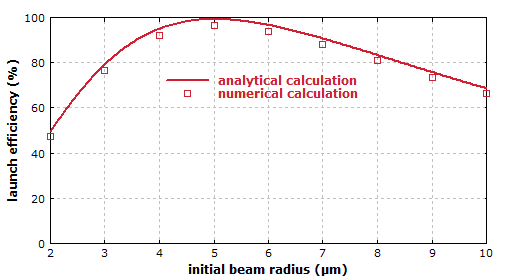 100
80
60
40
20
0
launch efficiency (%)
analytical calculation
numerical calculation
2 3 4 5 6 7 8 9 10
initial beam radius (µm)